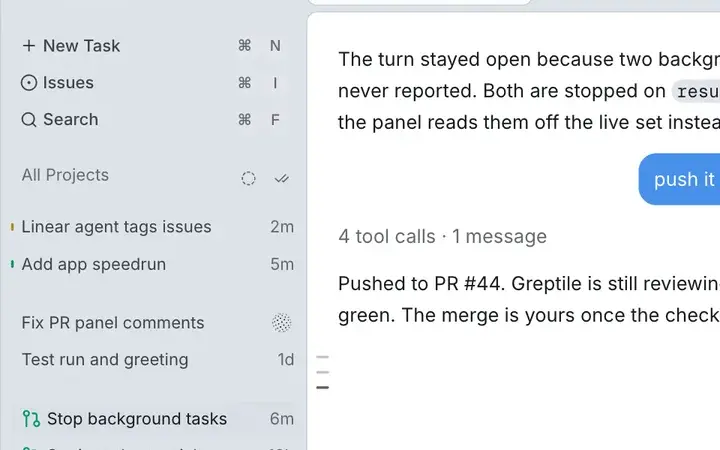 New Task ⌘ N
Issues ⌘ I
Search ⌘ F
All Projects
Linear agent tags issues 2m
Add app speedrun 5m
Fix PR panel comments
Test run and greeting 1d
Stop background tasks 6m
The turn stayed open because two backgr
never reported. Both are stopped on resu
the panel reads them off the live set instea
push it
4 tool calls · 1 message
Pushed to PR #44. Greptile is still reviewin
green. The merge is yours once the check